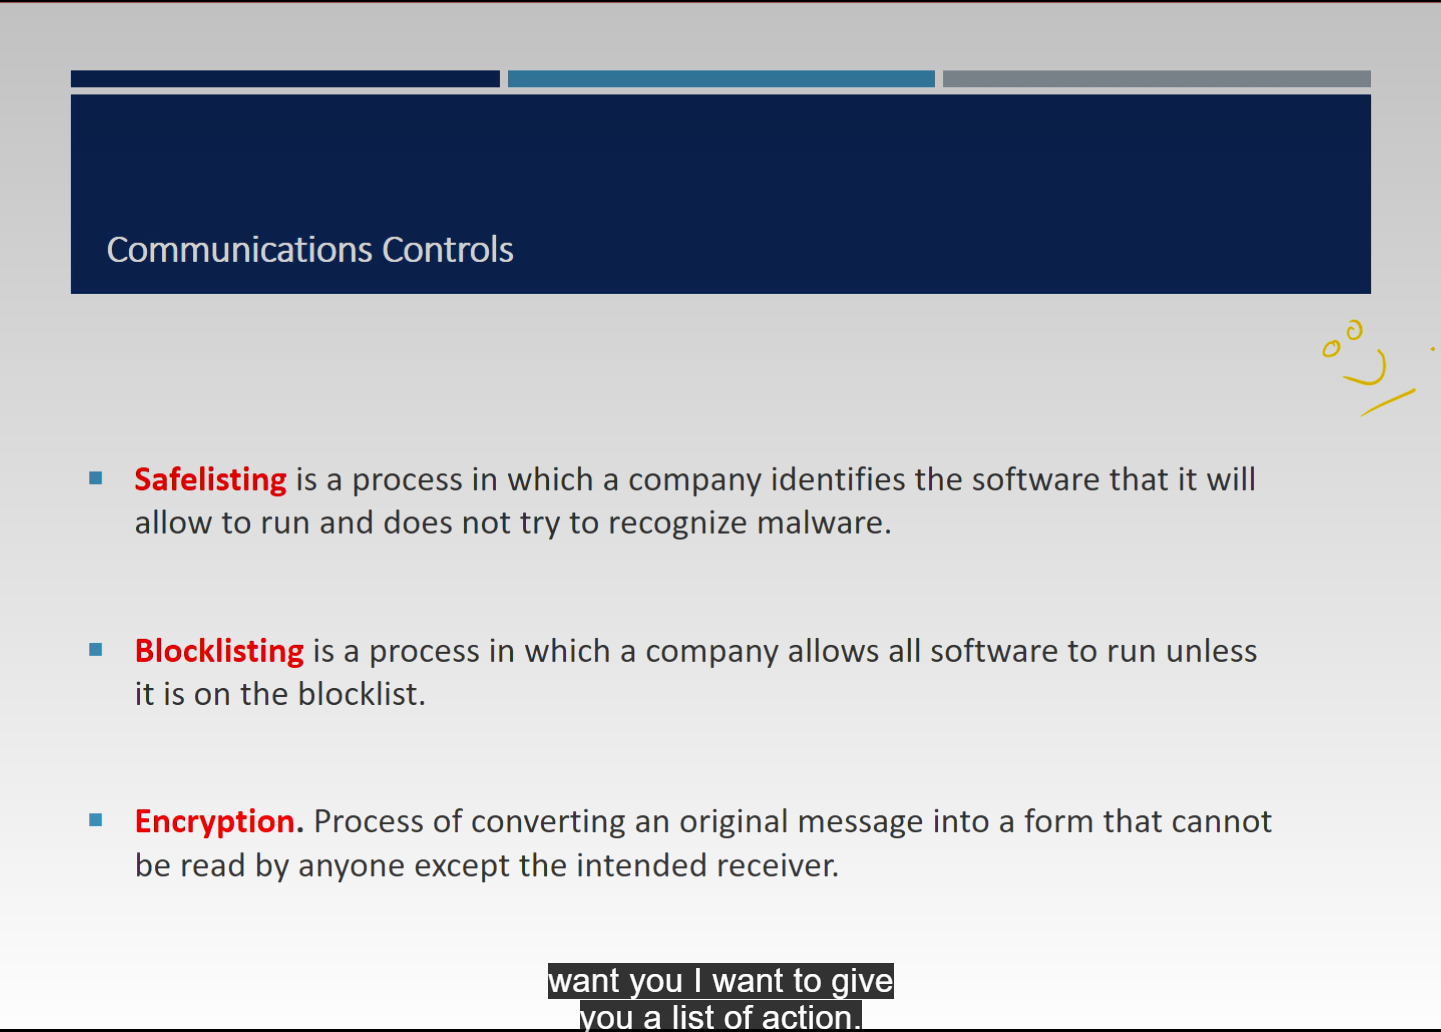 Communications Controls
Safelisting is a process in which a company identifies the software that it will
allow to run and does not try to recognize malware.
Blocklisting is a process in which a company allows all software to run unless
it is on the blocklist.
Encryption. Process of converting an original message into a form that cannot
be read by anyone except the intended receiver.
want you I want to give
you a list of action.